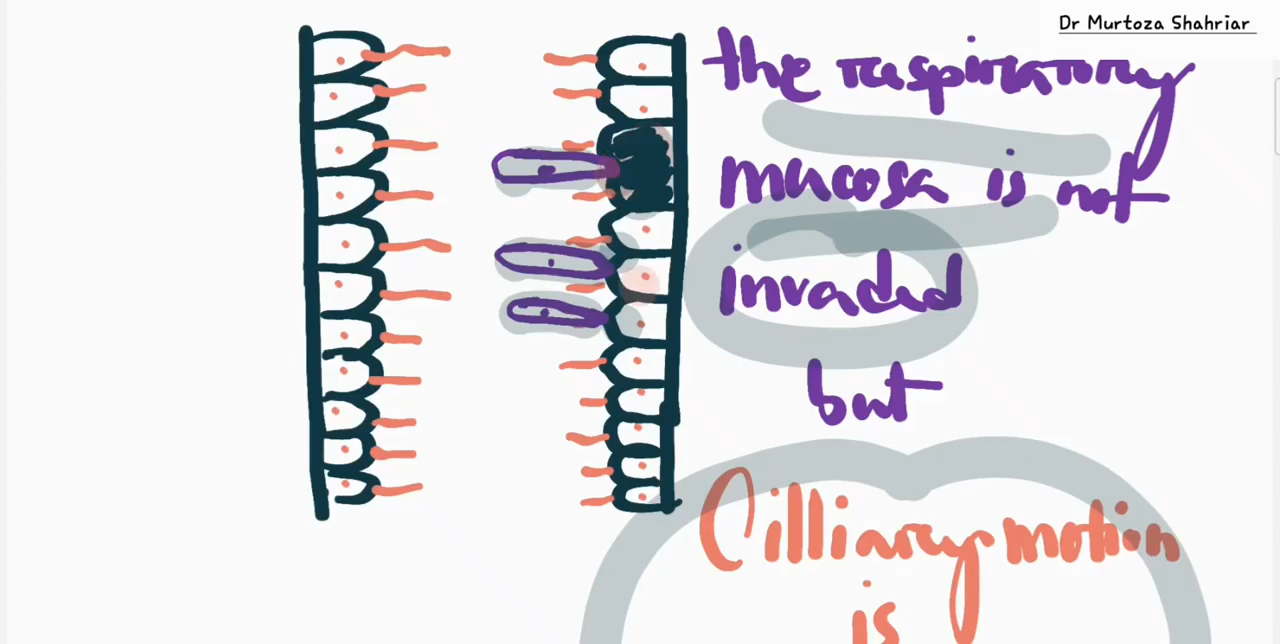 Dr Murtoza Shahriar
the respiratory
mucosa is not
invaded
but
Cilliary motion
is